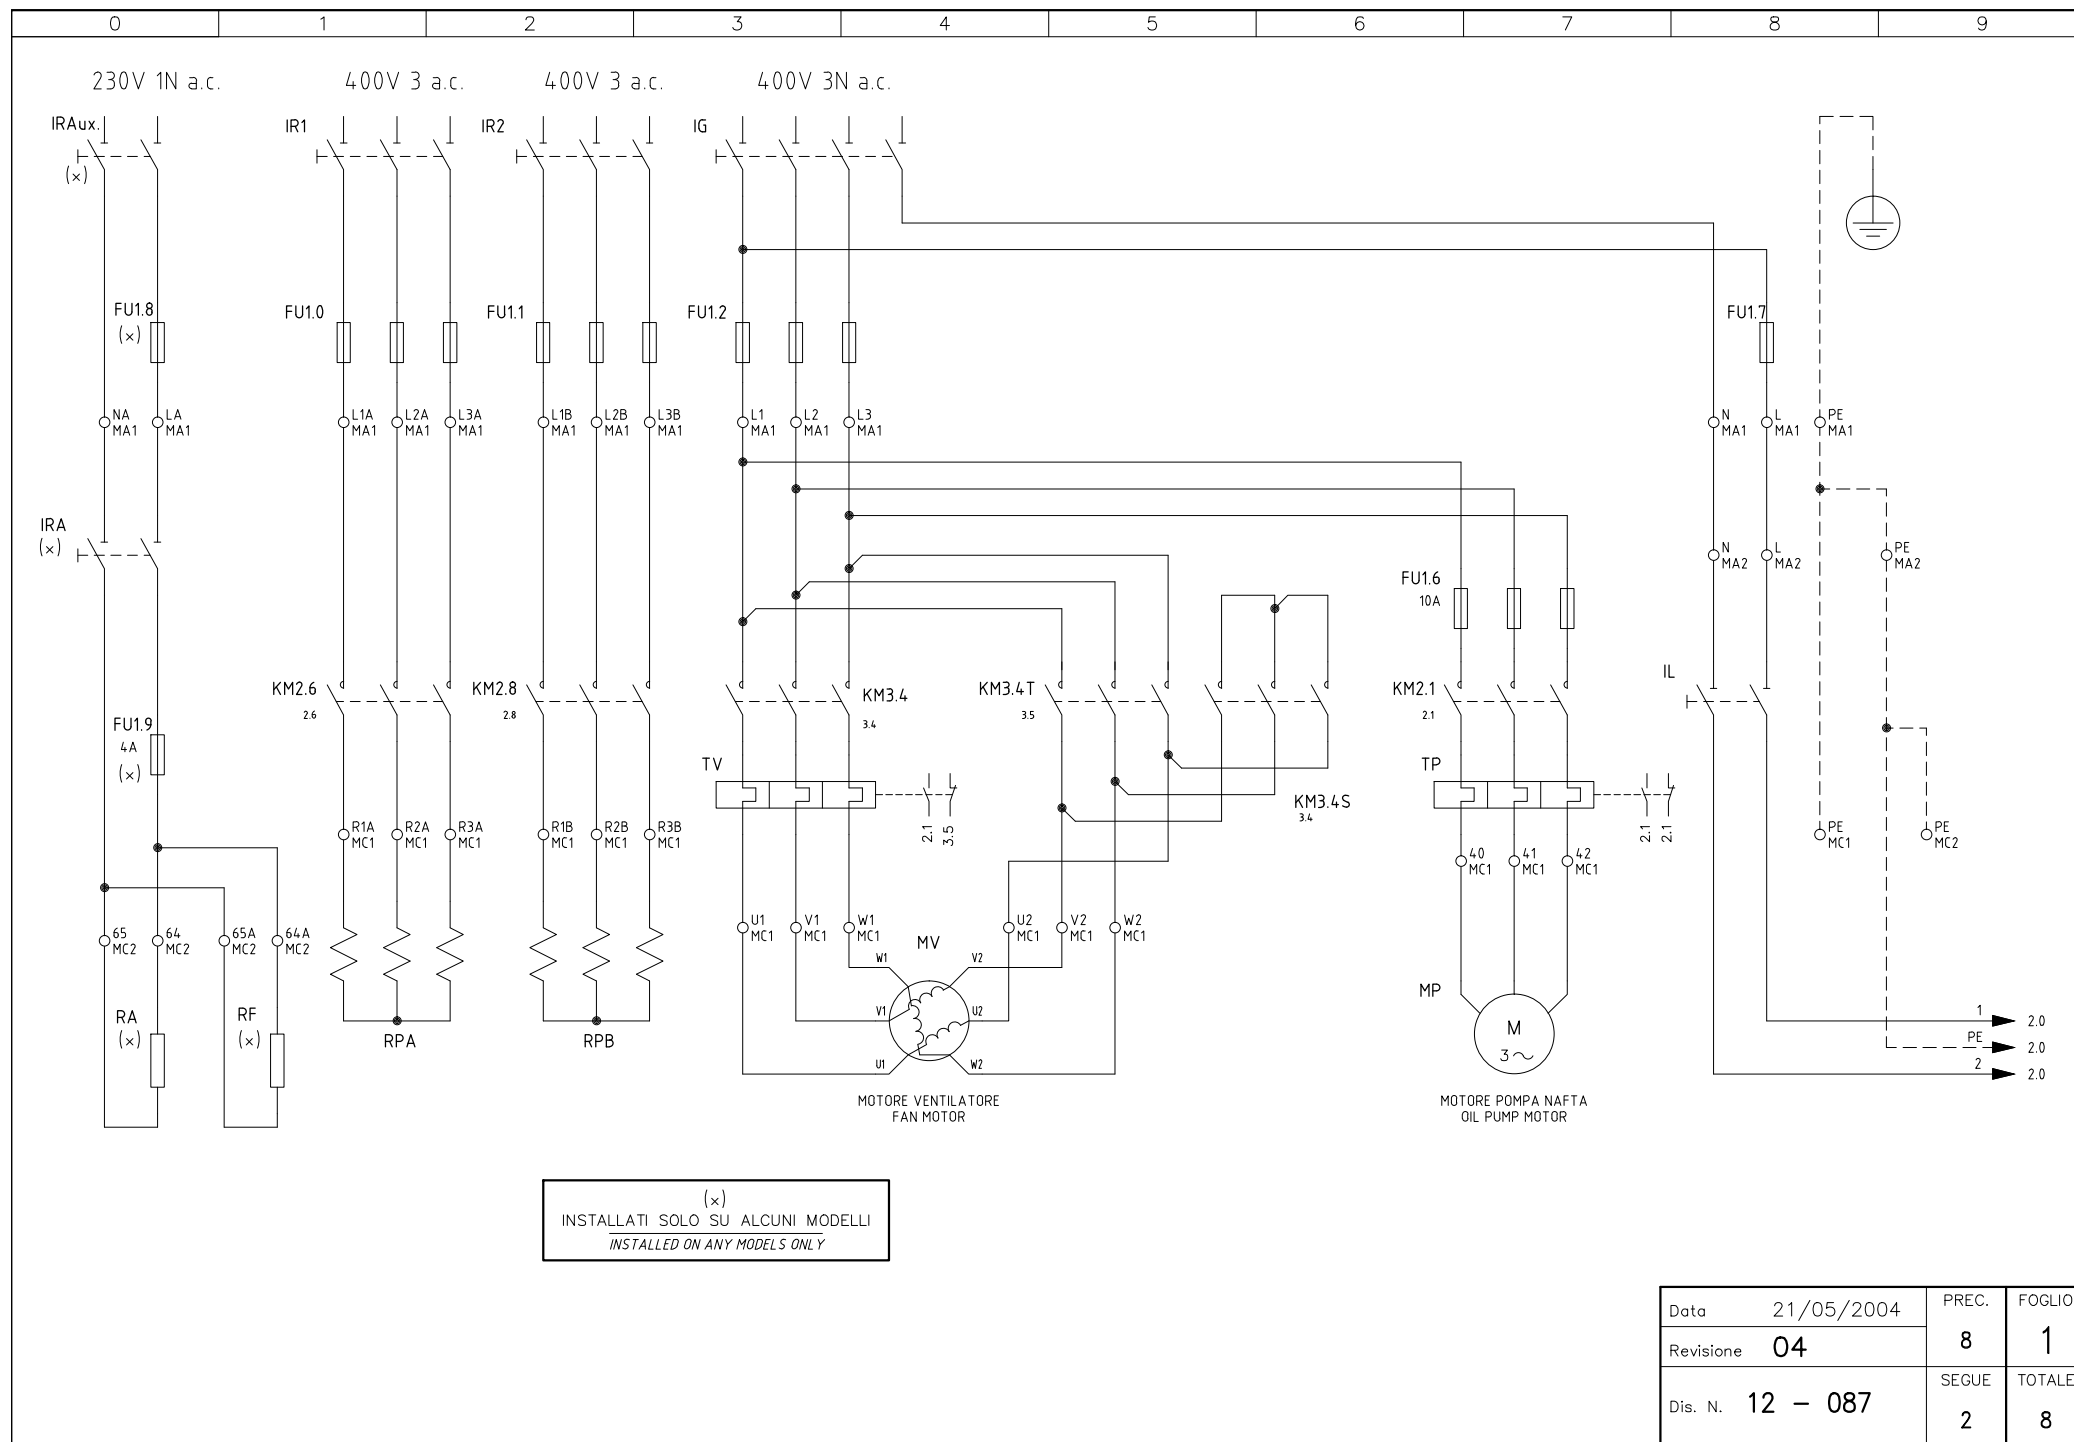 0 1 2 3 4 5 6 7 8 9
230V 1N a.c. 400V 3 a.c. 400V 3 a.c. 400V 3N a.c.
IRAux. IR1 IR2 IG
(x)
FU1.8 FU1.0 FU1.1 FU1.2 FU1.7
(x)
NA LA L1A L2A L3A L1B L2B L3B L1 L2 L3 N L PE
MA1 MA1 MA1 MA1 MA1 MA1 MA1 MA1 MA1 MA1 MA1 MA1 MA1 MA1
IRA
(x)
N L PE
MA2 MA2 MA2
FU1.6
10A
IL
KM2.6 KM2.8 KM3.4 KM3.4T KM2.1
2.6 2.8 3.4 3.5 2.1
FU1.9
4A
(x)
TV TP
KM3.4S
3.4
2.1 3.5 2.1 2.1
R1A R2A R3A R1B R2B R3B PE PE
MC1 MC1 MC1 MC1 MC1 MC1 MC1 MC2
40 41 42
MC1 MC1 MC1
U1 V1 W1 U2 V2 W2
MC1 MC1 MC1 MC1 MC1 MC1
65 64 65A 64A
MC2 MC2 MC2 MC2
MV
W1 V2
MP
V1 U2
RA RF
(x) (x)
M
3~
RPA RPB
U1 W2
1 2.0
PE 2.0
2 2.0
MOTORE VENTILATORE
FAN MOTOR
MOTORE POMPA NAFTA
OIL PUMP MOTOR
(x)
INSTALLATI SOLO SU ALCUNI MODELLI
INSTALLED ON ANY MODELS ONLY
Data 21/05/2004 PREC. FOGLIO
8 1
Revisione 04
SEGUE TOTALE
Dis. N. 12 - 087
2 8